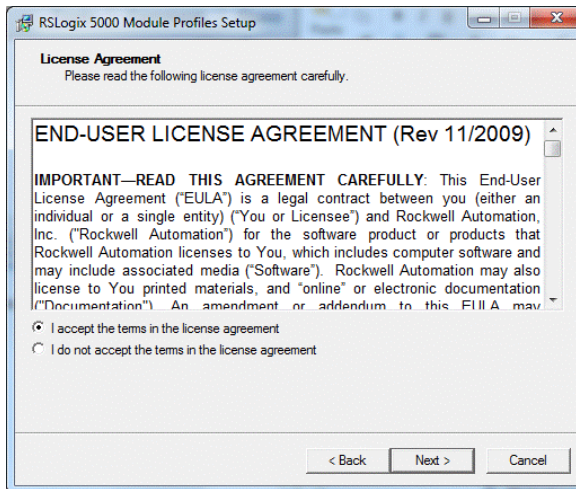 RSLogix 5000 Module Profiles Setup
License Agreement
Please read the following license agreement carefully.
END-USER LICENSE AGREEMENT (Rev 11/2009)
IMPORTANT—READ THIS AGREEMENT CAREFULLY: This End-User
License Agreement ("EULA") is a legal contract between you (either an
individual or a single entity) ("You or Licensee") and Rockwell Automation,
Inc. ("Rockwell Automation") for the software product or products that
Rockwell Automation licenses to You, which includes computer software and
may include associated media ("Software"). Rockwell Automation may also
license to You printed materials, and "online" or electronic documentation
("Documentation"). An amendment or addendum to this EULA may
I accept the terms in the license agreement
I do not accept the terms in the license agreement
< Back Next > Cancel